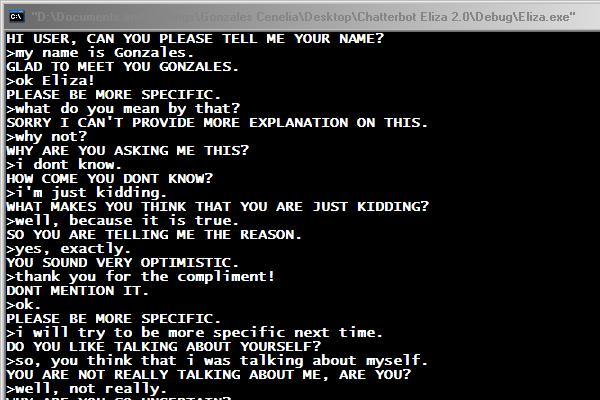 "D:\Documents and Settings\Gonzales Cenelia\Desktop\Chatterbot Eliza 2.0\Debug\Eliza.exe"
HI USER, CAN YOU PLEASE TELL ME YOUR NAME?
>my name is Gonzales.
GLAD TO MEET YOU GONZALES.
>ok Eliza!
PLEASE BE MORE SPECIFIC.
>what do you mean by that?
SORRY I CAN'T PROVIDE MORE EXPLANATION ON THIS.
>why not?
WHY ARE YOU ASKING ME THIS?
>i dont know.
HOW COME YOU DONT KNOW?
>i'm just kidding.
WHAT MAKES YOU THINK THAT YOU ARE JUST KIDDING?
>well, because it is true.
SO YOU ARE TELLING ME THE REASON.
>yes, exactly.
YOU SOUND VERY OPTIMISTIC.
>thank you for the compliment!
DONT MENTION IT.
>ok.
PLEASE BE MORE SPECIFIC.
>i will try to be more specific next time.
DO YOU LIKE TALKING ABOUT YOURSELF?
>so, you think that i was talking about myself.
YOU ARE NOT REALLY TALKING ABOUT ME, ARE YOU?
>well, not really.
WHY ARE YOU SO UNCERTAIN?